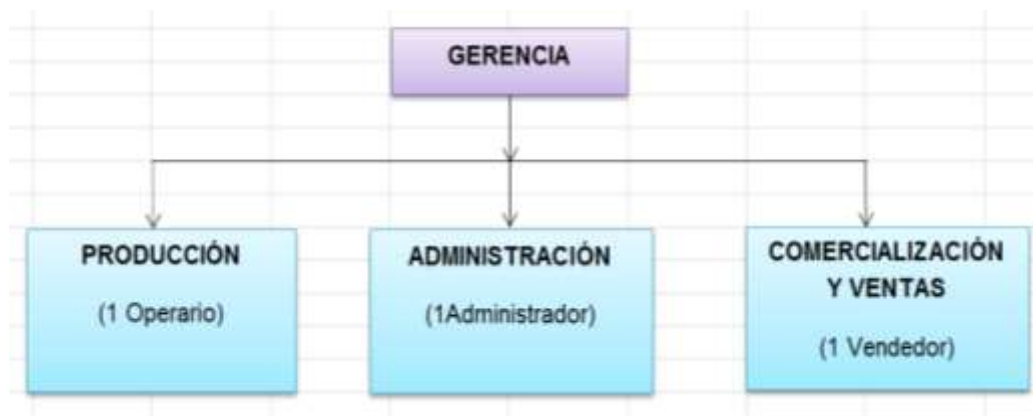 GERENCIA
PRODUCCIÓN
(1 Operario)
ADMINISTRACIÓN
(1Administrador)
COMERCIALIZACIÓN
Y VENTAS
(1 Vendedor)